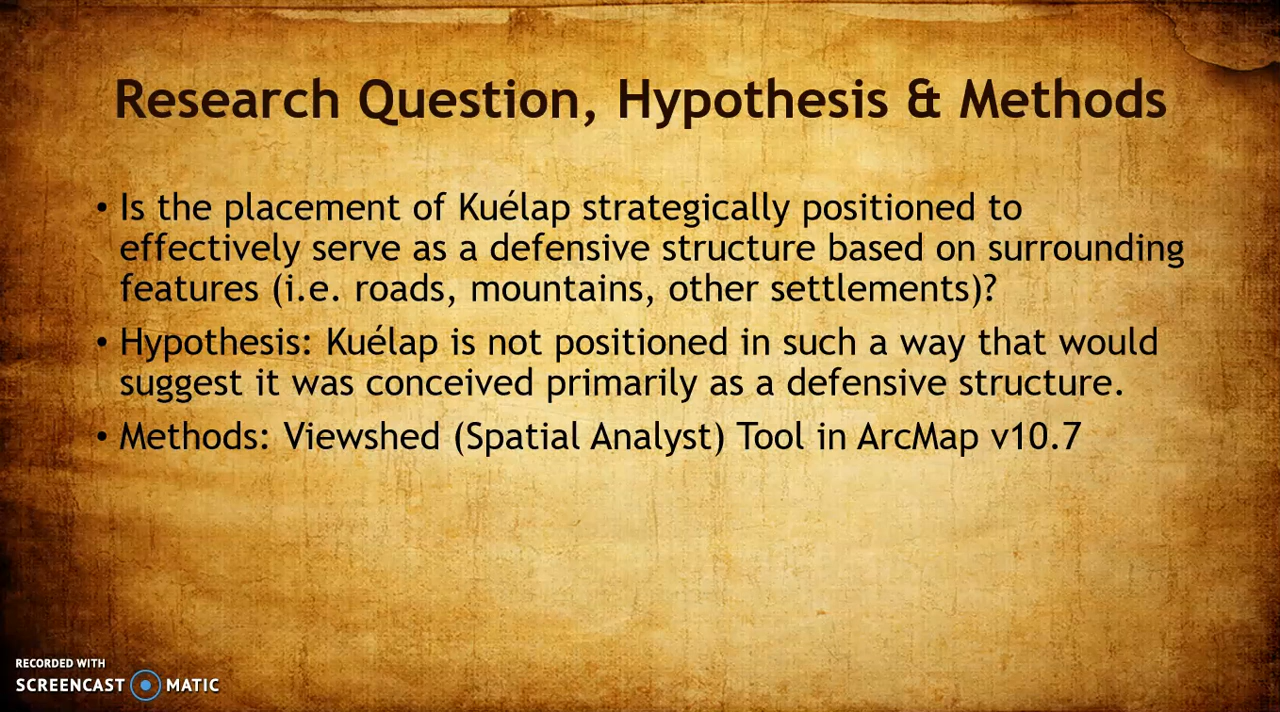 Research Question, Hypothesis & Methods
• Is the placement of Kuélap strategically positioned to
effectively serve as a defensive structure based on surrounding
features (i.e. roads, mountains, other settlements)?
• Hypothesis: Kuélap is not positioned in such a way that would
suggest it was conceived primarily as a defensive structure.
• Methods: Viewshed (Spatial Analyst) Tool in ArcMap v10.7
RECORDED WITH
SCREENCAST MATIC